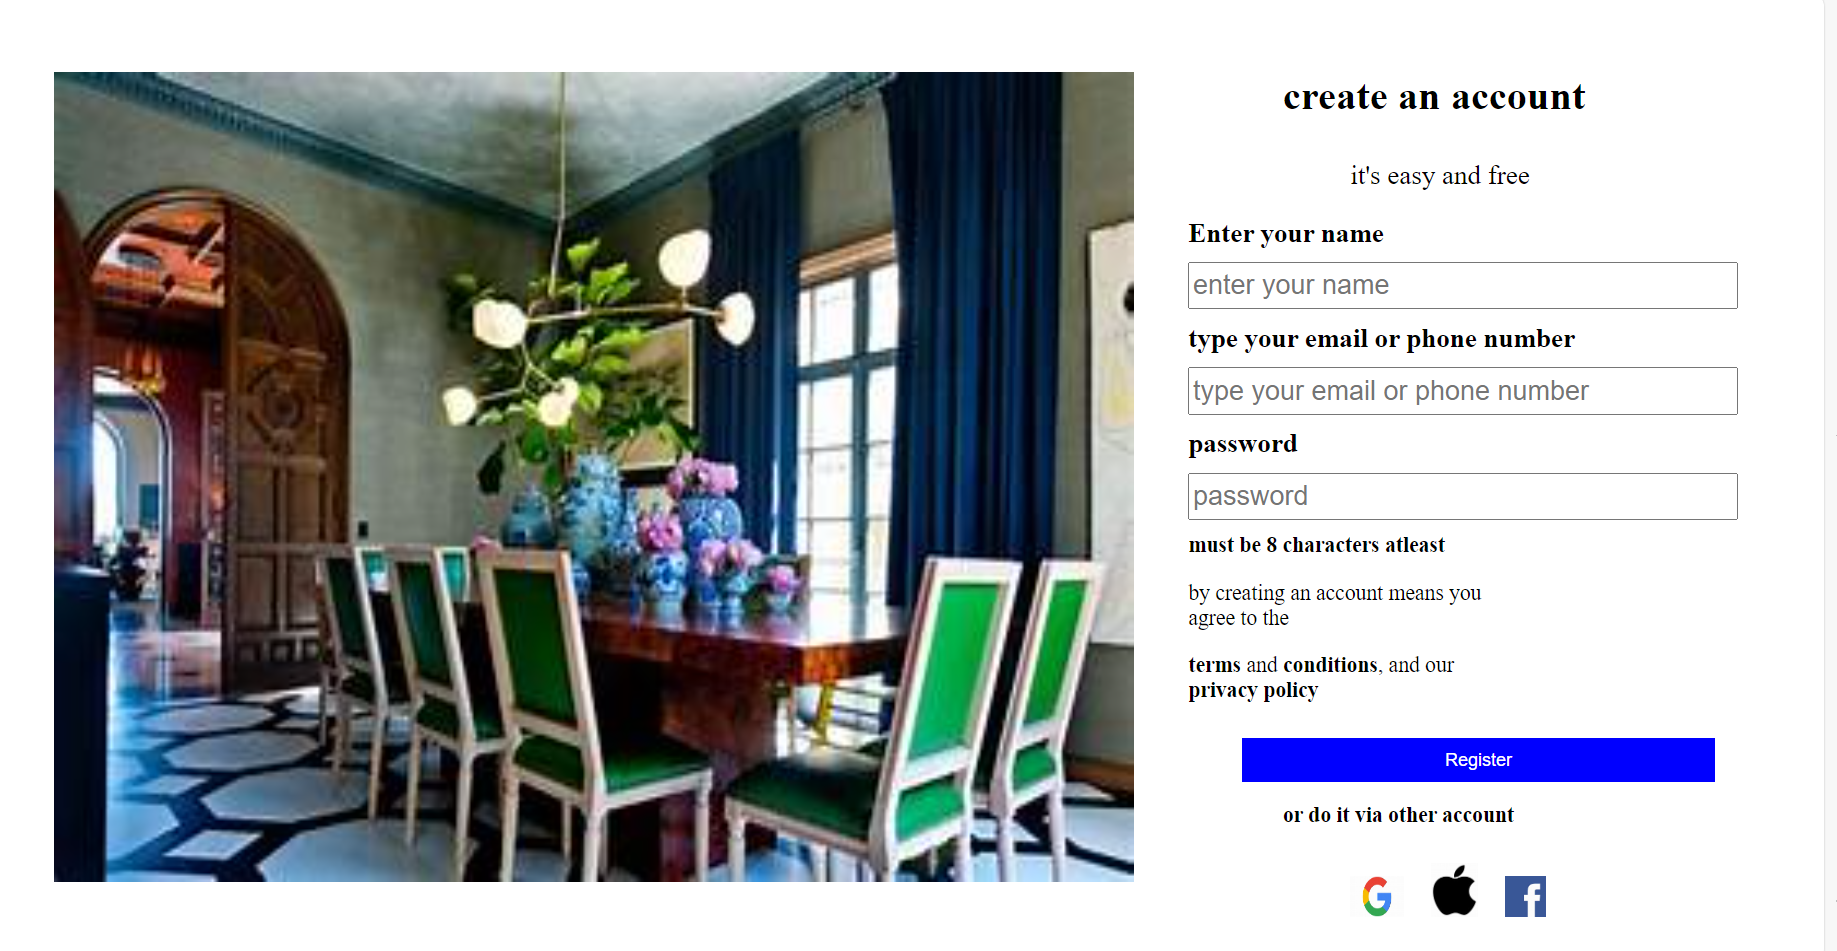 create an account
it's easy and free
Enter your name
enter your name
type your email or phone number
type your email or phone number
password
password
must be 8 characters atleast
by creating an account means you
agree to the
terms and conditions, and our
privacy policy
Register
or do it via other account